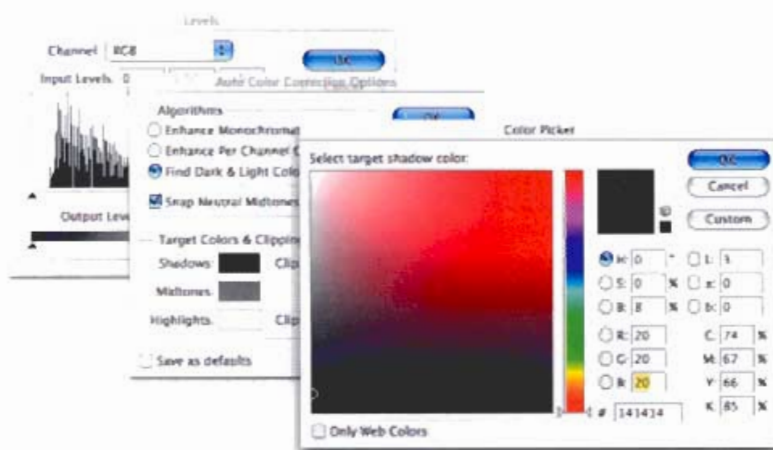 Levels
Channel RGB
OK
Input Levels: 0
Cancel
Auto Color Correction Options
Algorithms
OK
Enhance Monochromat
Enhance Per Channel C
Find Dark & Light Colo
Snap Neutral Midtones
Output Leve
Target Colors & Clipping
Shadows: Clip
Midtones:
Highlights: Clip
Save as defaults
Color Picker
Select target shadow color:
OK
Cancel
Custom
H: 0 ° L: 3
S: 0 % a: 0
B: 8 % b: 0
R: 20 C: 74 %
G: 20 M: 67 %
B: 20 Y: 66 %
# 141414 K: 85 %
Only Web Colors